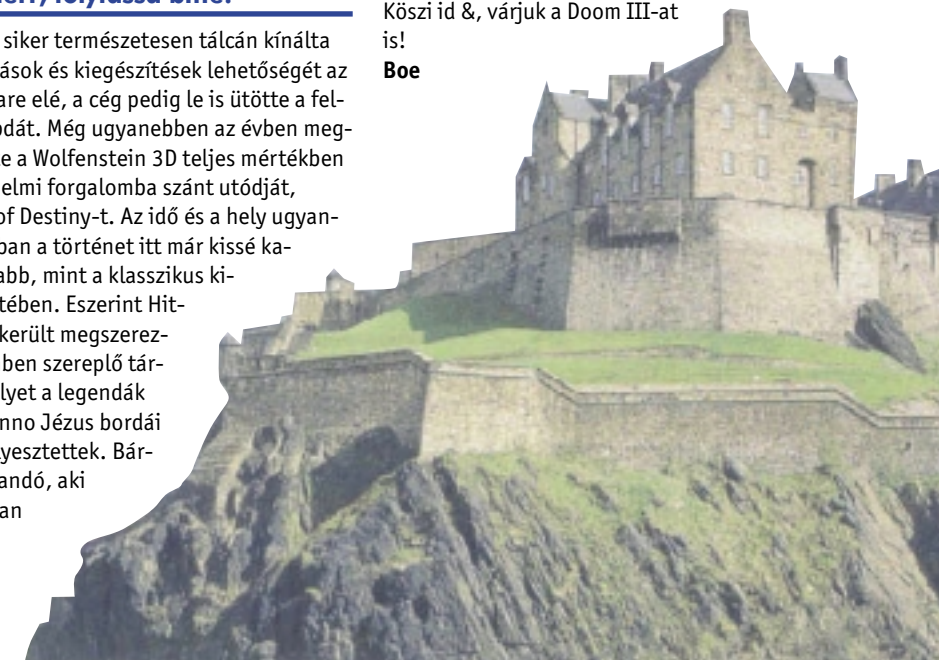 siker természetesen tálcán kínálta
ások és kiegészítések lehetőségét az
are elé, a cég pedig le is ütötte a fel-
dát. Még ugyanebben az évben meg-
e a Wolfenstein 3D teljes mértékben
elmi forgalomba szánt utódját,
of Destiny-t. Az idő és a hely ugyan-
ban a történet itt már kissé ka-
abb, mint a klasszikus ki-
tében. Eszerint Hit-
került megszerez-
ben szereplő tár-
lyet a legendák
nno Jézus bordái
lyesztettek. Bár-
andó, aki
an
Köszi id &, várjuk a Doom III-at
is!
Boe